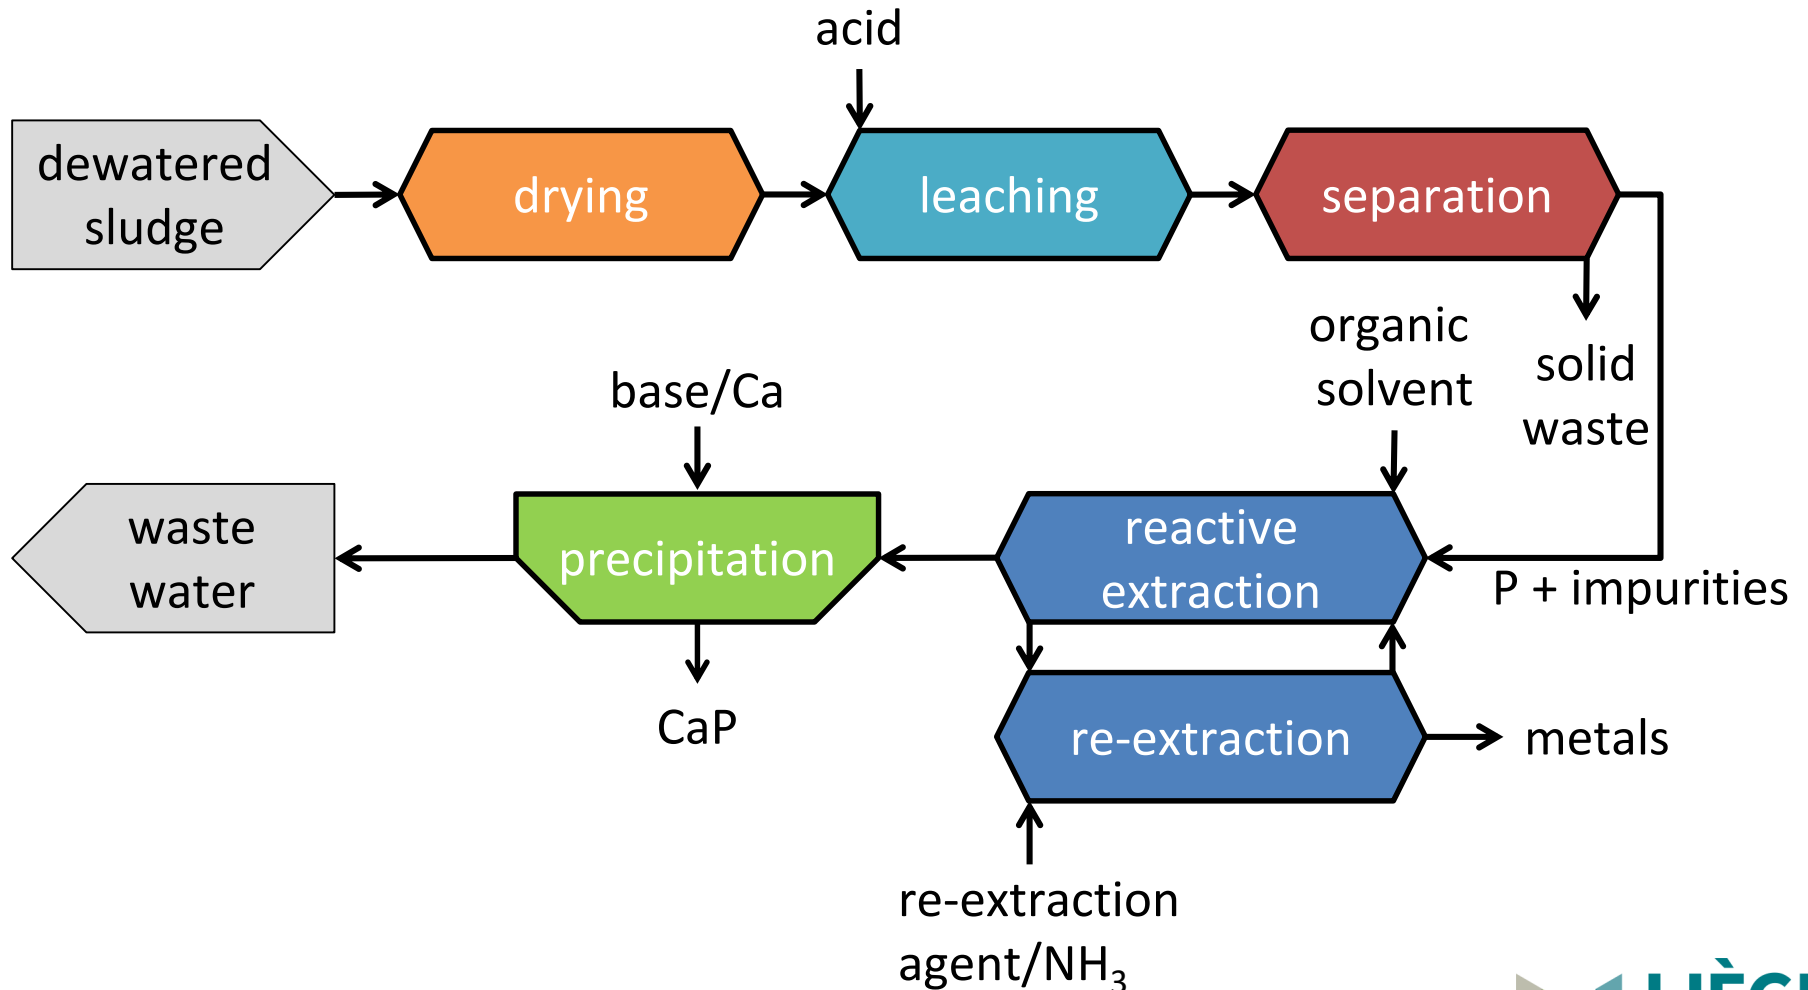 acid
dewatered
sludge
drying
leaching
separation
organic
solvent
solid
waste
base/Ca
waste
water
precipitation
reactive
extraction
P + impurities
CaP
re-extraction
metals
re-extraction
agent/NH₃